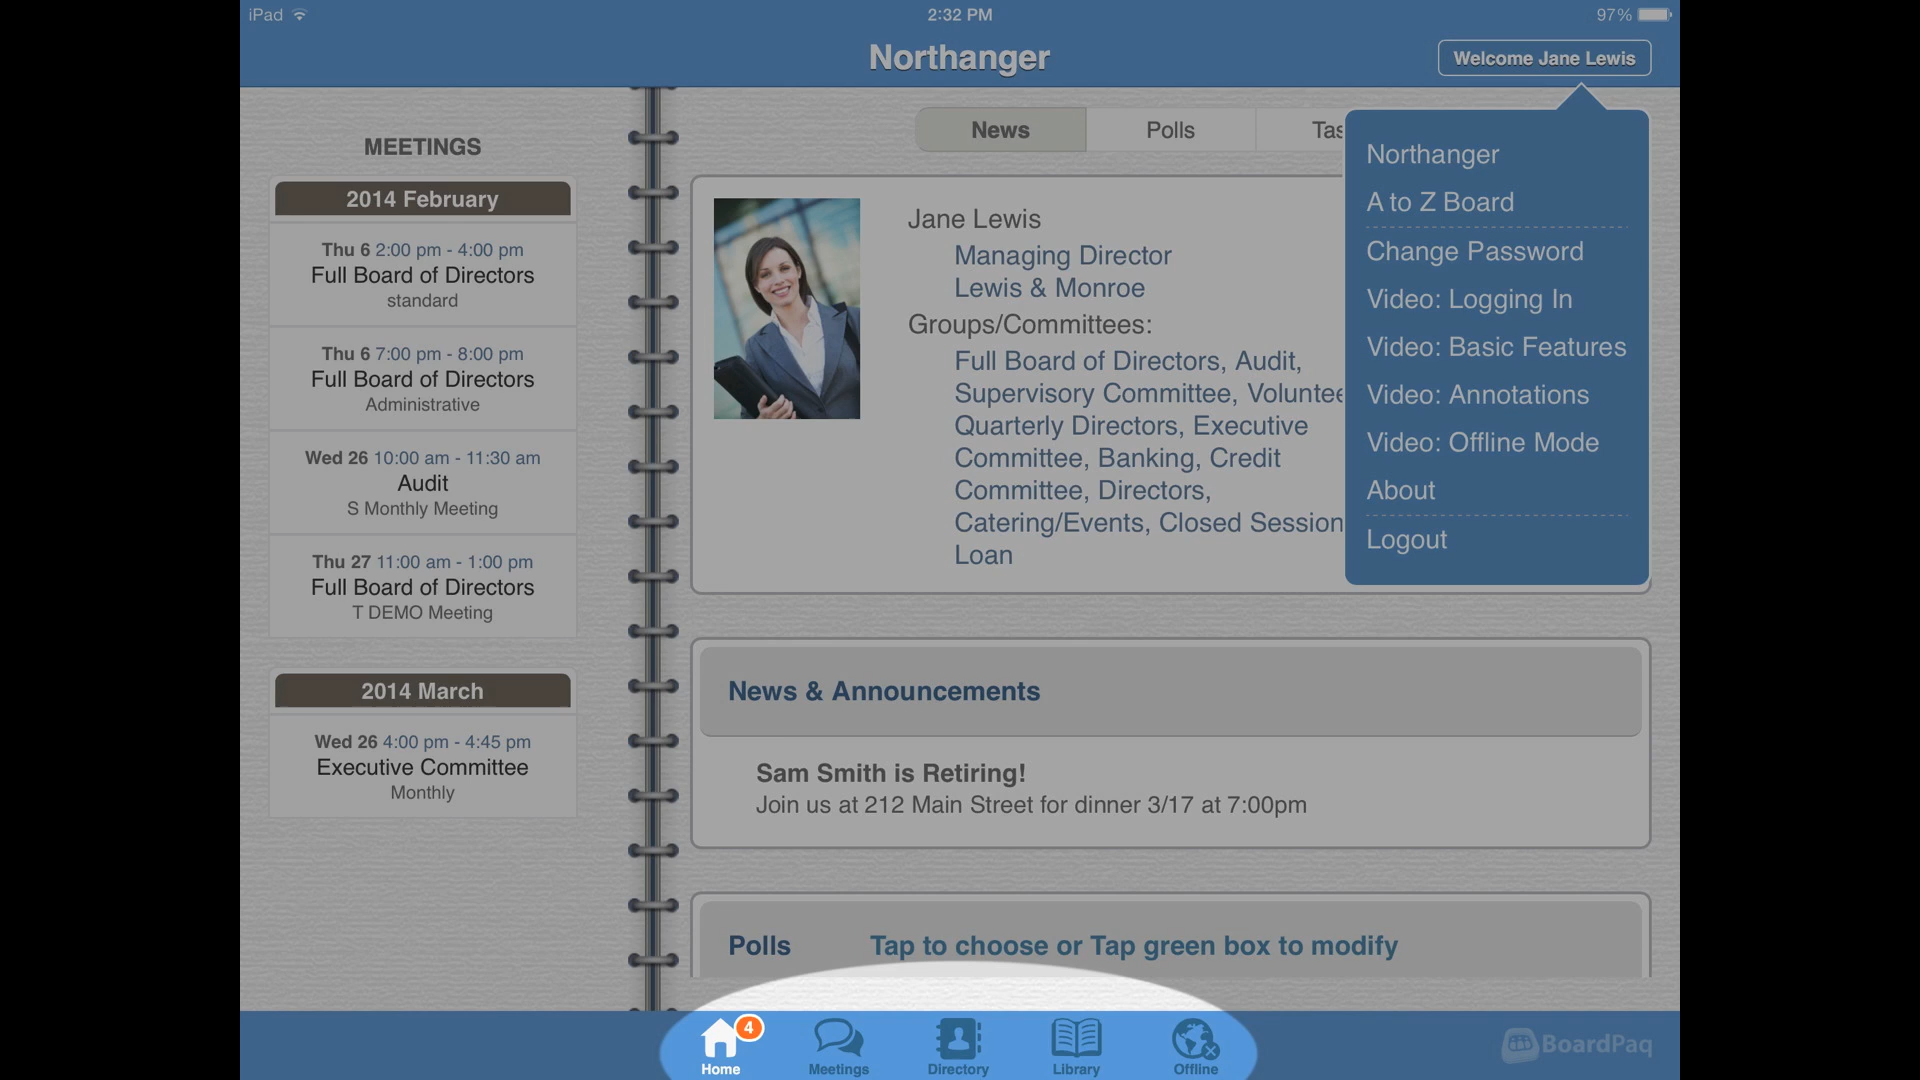 iPad
2:32 PM
97%
Northanger
Welcome Jane Lewis
MEETINGS
2014 February
Thu 6 2:00 pm - 4:00 pm
Full Board of Directors
standard
Thu 6 7:00 pm - 8:00 pm
Full Board of Directors
Administrative
Wed 26 10:00 am - 11:30 am
Audit
S Monthly Meeting
Thu 27 11:00 am - 1:00 pm
Full Board of Directors
T DEMO Meeting
2014 March
Wed 26 4:00 pm - 4:45 pm
Executive Committee
Monthly
News
Polls
Tas
Jane Lewis
Managing Director
Lewis & Monroe
Groups/Committees:
Full Board of Directors, Audit,
Supervisory Committee, Voluntee
Quarterly Directors, Executive
Committee, Banking, Credit
Committee, Directors,
Catering/Events, Closed Session
Loan
Northanger
A to Z Board
Change Password
Video: Logging In
Video: Basic Features
Video: Annotations
Video: Offline Mode
About
Logout
News & Announcements
Sam Smith is Retiring!
Join us at 212 Main Street for dinner 3/17 at 7:00pm
Polls Tap to choose or Tap green box to modify
4
Home
Meetings
Directory
Library
Offline
BoardPaq